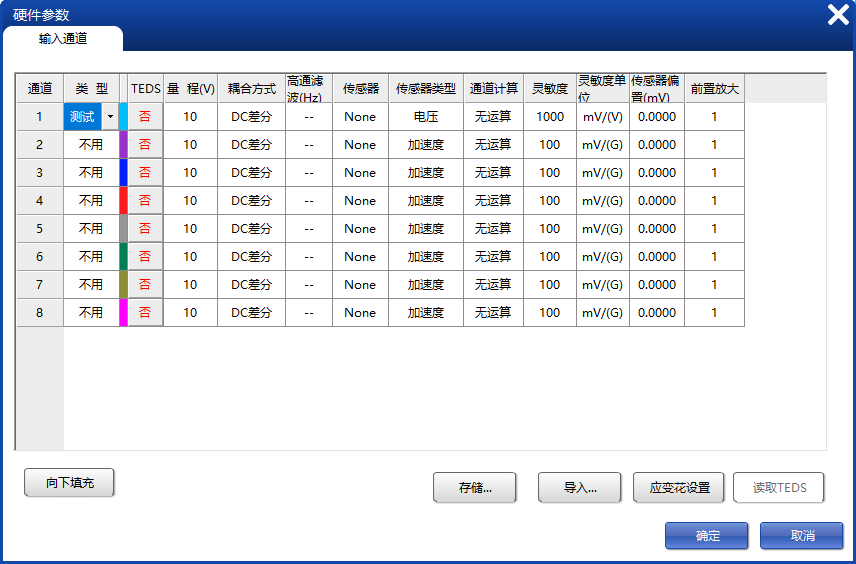 硬件参数
输入通道
通道 类 型 TEDS 量 程(V) 耦合方式 高通滤波(Hz) 传感器 传感器类型 通道计算 灵敏度 灵敏度单位 传感器偏置(mV) 前置放大
1 测试 否 10 DC差分 -- None 电压 无运算 1000 mV/(V) 0.0000 1
2 不用 否 10 DC差分 -- None 加速度 无运算 100 mV/(G) 0.0000 1
3 不用 否 10 DC差分 -- None 加速度 无运算 100 mV/(G) 0.0000 1
4 不用 否 10 DC差分 -- None 加速度 无运算 100 mV/(G) 0.0000 1
5 不用 否 10 DC差分 -- None 加速度 无运算 100 mV/(G) 0.0000 1
6 不用 否 10 DC差分 -- None 加速度 无运算 100 mV/(G) 0.0000 1
7 不用 否 10 DC差分 -- None 加速度 无运算 100 mV/(G) 0.0000 1
8 不用 否 10 DC差分 -- None 加速度 无运算 100 mV/(G) 0.0000 1
向下填充 存储... 导入... 应变花设置 读取TEDS
确定 取消